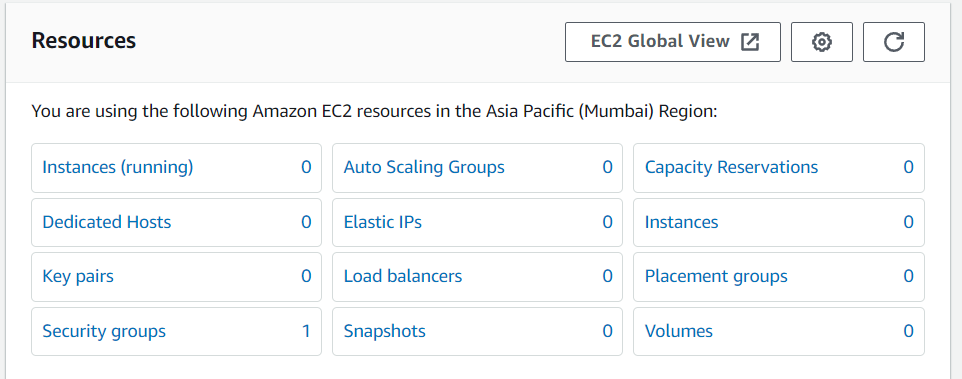 Resources
EC2 Global View
You are using the following Amazon EC2 resources in the Asia Pacific (Mumbai) Region:
Instances (running) 0 Auto Scaling Groups 0 Capacity Reservations 0
Dedicated Hosts 0 Elastic IPs 0 Instances 0
Key pairs 0 Load balancers 0 Placement groups 0
Security groups 1 Snapshots 0 Volumes 0